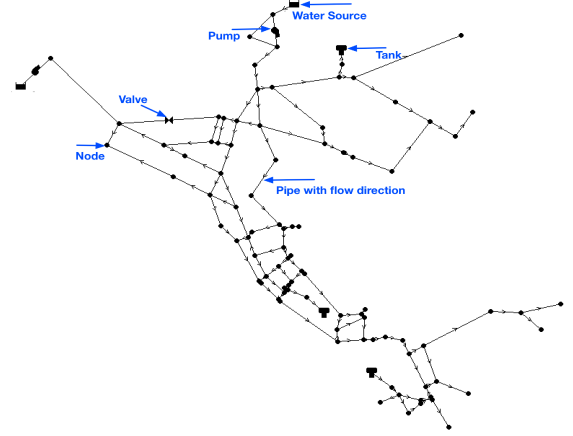 Water Source
Pump
Tank
Valve
Node
Pipe with flow direction